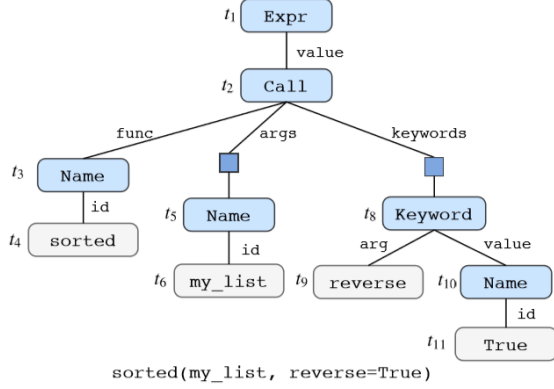 t1 Expr
value
t2 Call
func args keywords
t3 Name
id
t4 sorted
t5 Name
id
t6 my_list
t8 Keyword
arg value
t9 reverse
t10 Name
id
t11 True
sorted(my_list, reverse=True)